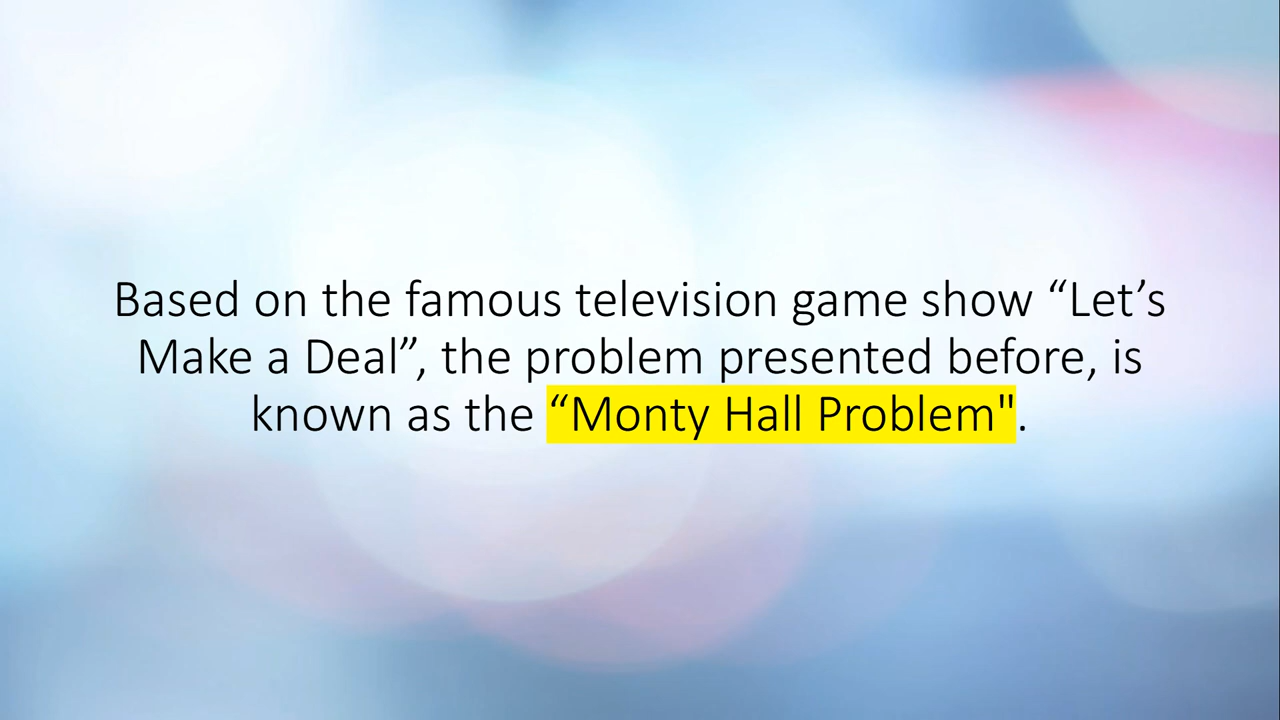 Based on the famous television game show “Let’s
Make a Deal”, the problem presented before, is
known as the “Monty Hall Problem".